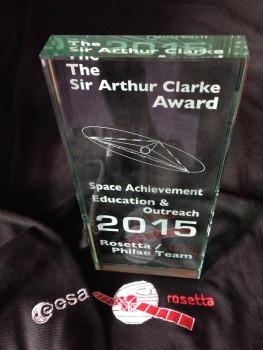 The
Sir Arthur Clarke
Award
Space Achievement
Education &
Outreach
2015
Rosetta /
Philae Team
esa
rosetta